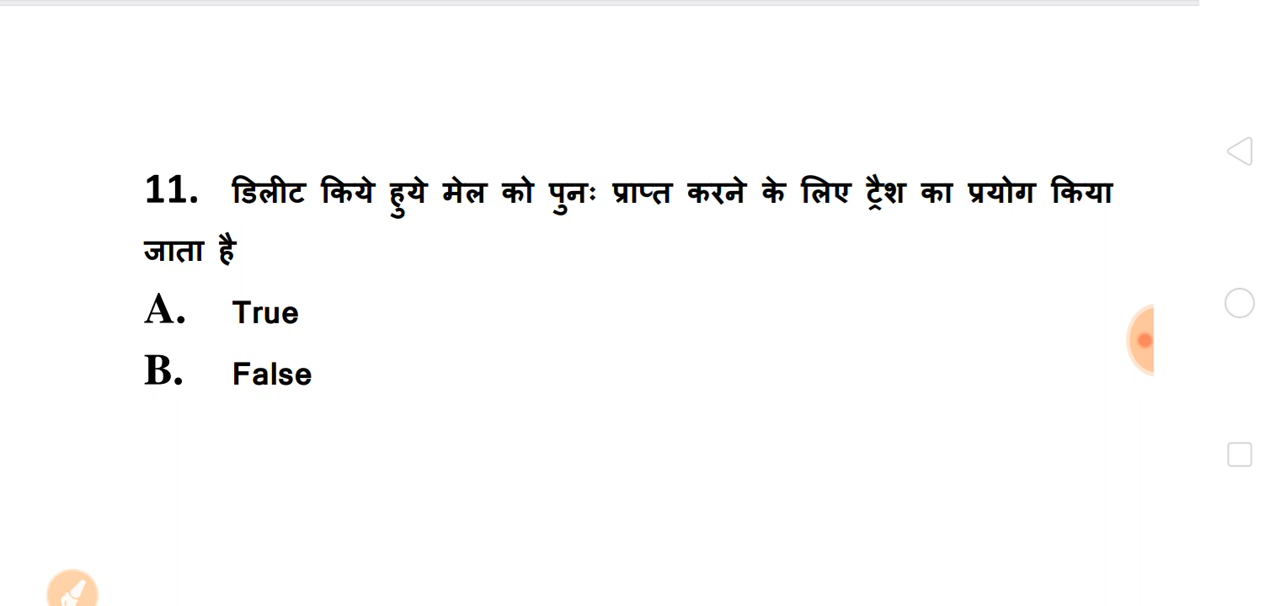 11. डिलीट किये हुये मेल को पुनः प्राप्त करने के लिए ट्रैश का प्रयोग किया
जाता है
A. True
B. False